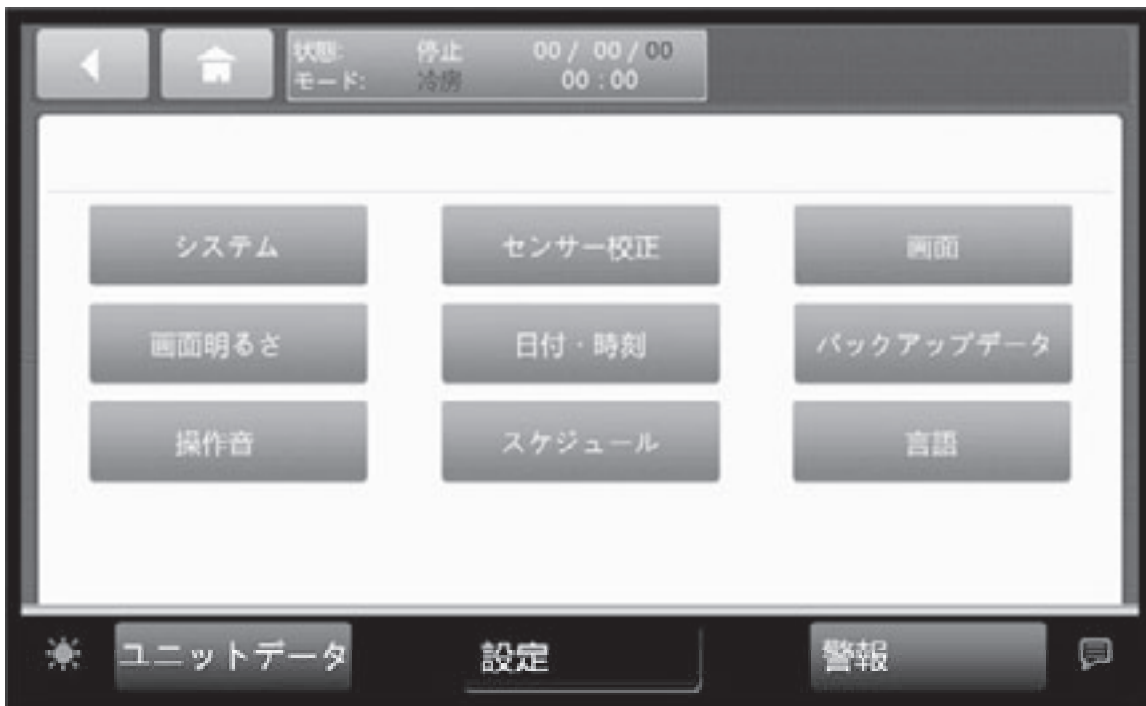 状態: 停止 00 / 00 / 00
モード: 冷房 00 : 00
システム センサー校正 画面
画面明るさ 日付・時刻 バックアップデータ
操作音 スケジュール 言語
ユニットデータ 設定 警報